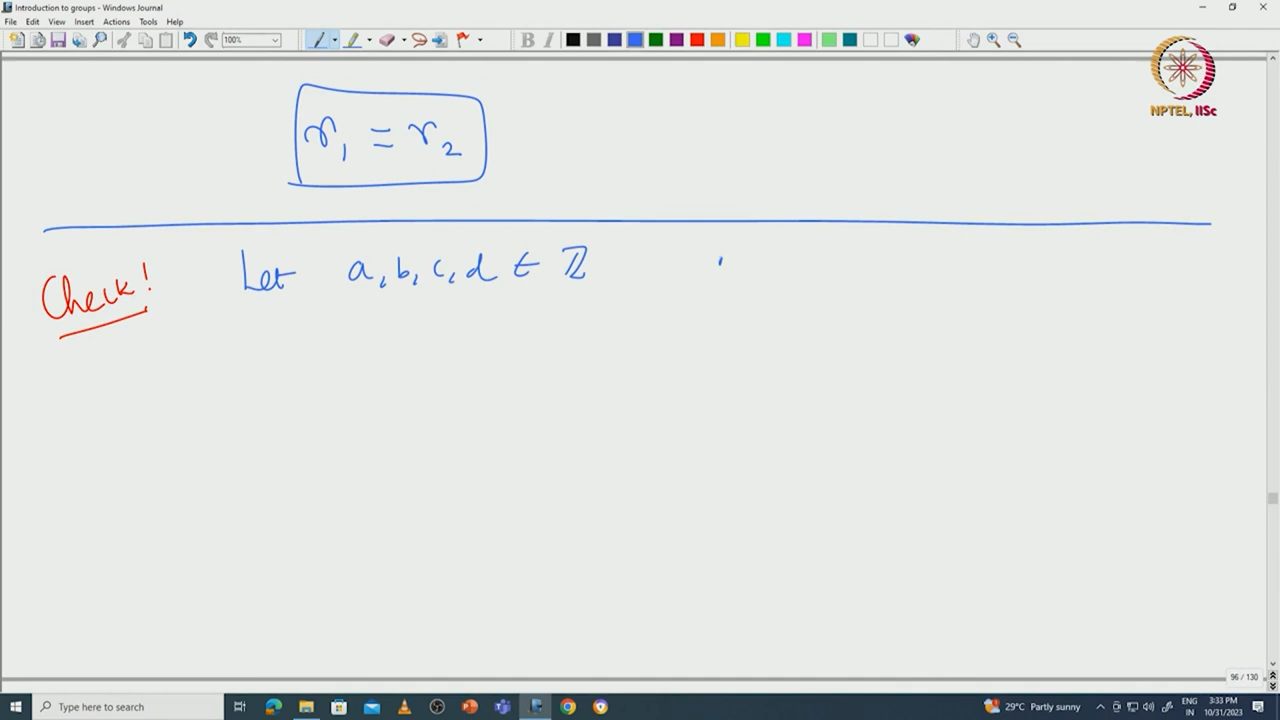 Introduction to groups - Windows Journal
File Edit View Insert Actions Tools Help
100%
B I
NPTEL, IISc
r₁ = r₂
Check! Let a, b, c, d ∈ ℤ
96 / 130
Type here to search
29°C Partly sunny
ENG
IN
3:33 PM
10/31/2023